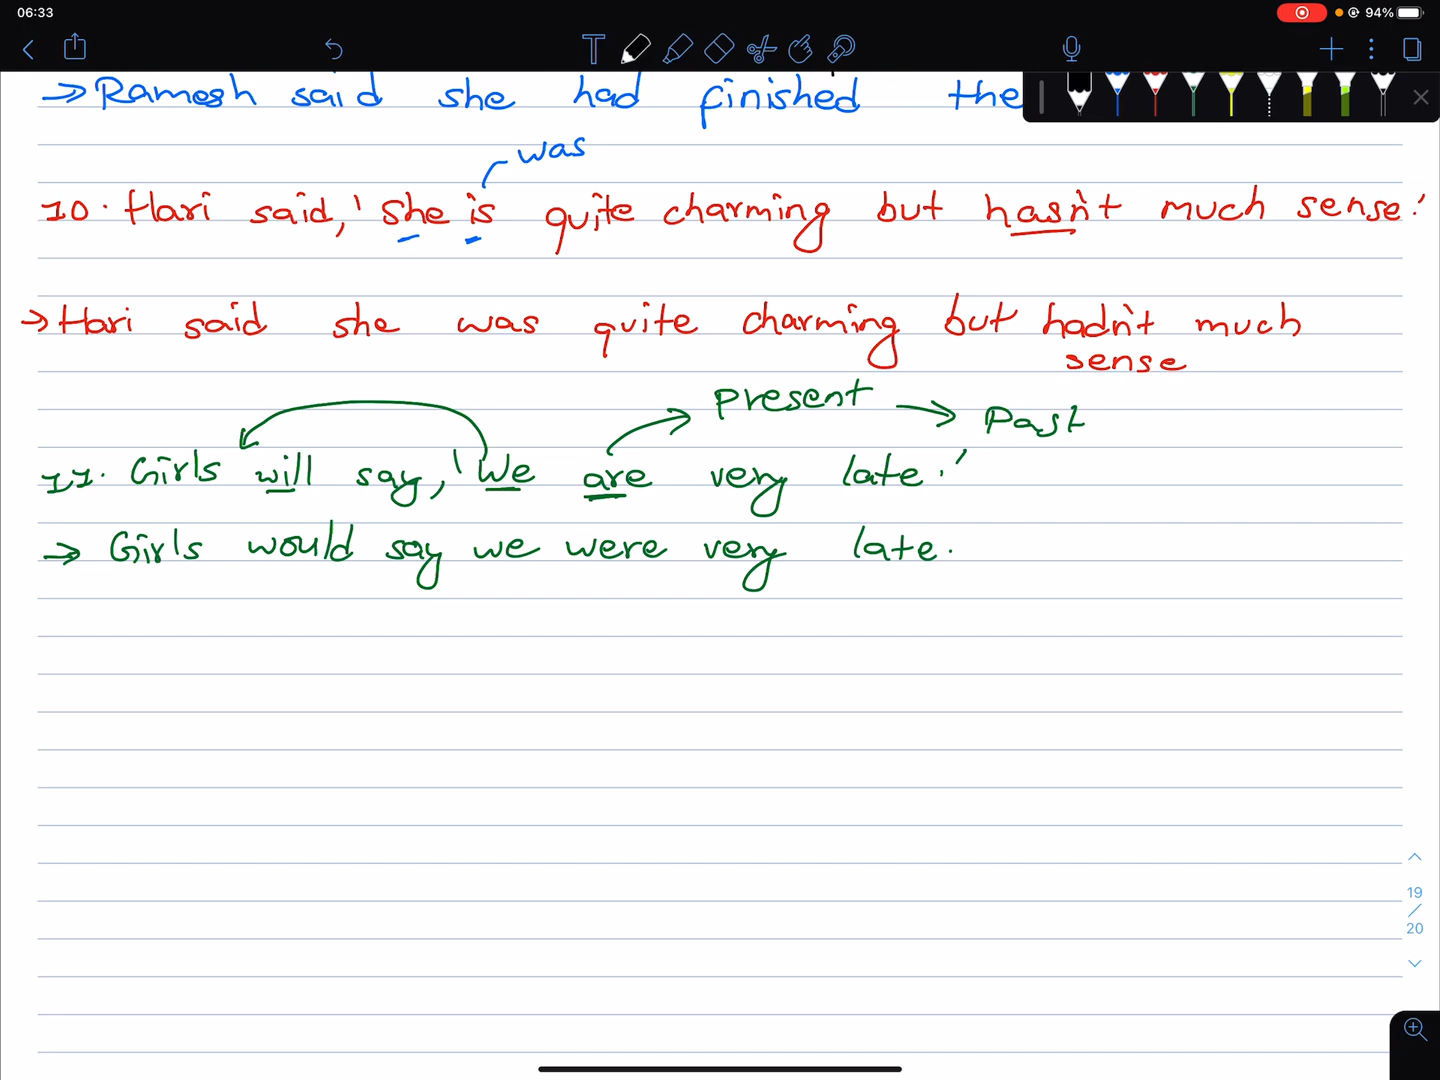 06:33
94%
→ Ramesh said she had finished the
was
10. Hari said, 'she is quite charming but hasn't much sense.'
→ Hari said she was quite charming but hadn't much
sense
present → Past
11. Girls will say, 'We are very late.'
→ Girls would say we were very late.
19
/
20